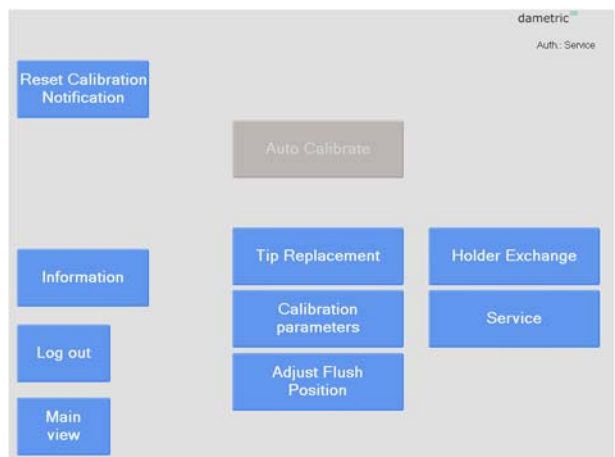 dametric
Auth.: Service
Reset Calibration
Notification
Auto Calibrate
Tip Replacement
Holder Exchange
Information
Calibration
parameters
Service
Log out
Adjust Flush
Position
Main
view